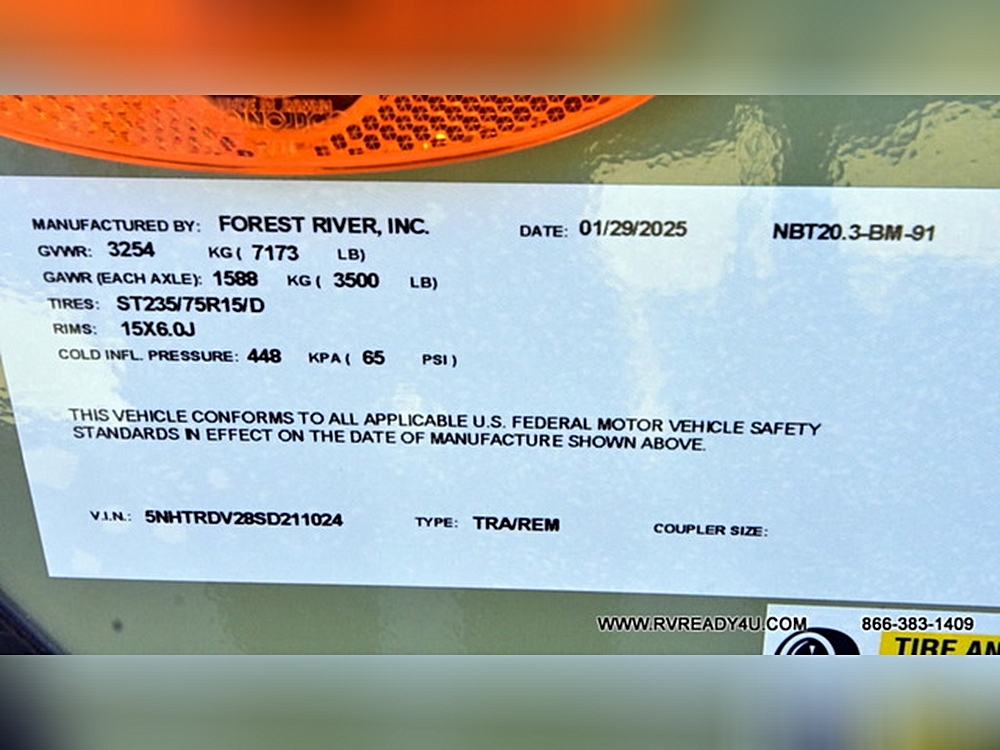 MANUFACTURED BY: FOREST RIVER, INC. DATE: 01/29/2025 NBT20.3-BM-91
GVWR: 3254 KG ( 7173 LB)
GAWR (EACH AXLE): 1588 KG ( 3500 LB)
TIRES: ST235/75R15/D
RIMS: 15X6.0J
COLD INFL. PRESSURE: 448 KPA ( 65 PSI )
THIS VEHICLE CONFORMS TO ALL APPLICABLE U.S. FEDERAL MOTOR VEHICLE SAFETY
STANDARDS IN EFFECT ON THE DATE OF MANUFACTURE SHOWN ABOVE.
V.I.N.: 5NHTRDV28SD211024 TYPE: TRA/REM COUPLER SIZE:
WWW.RVREADY4U.COM 866-383-1409
TIRE